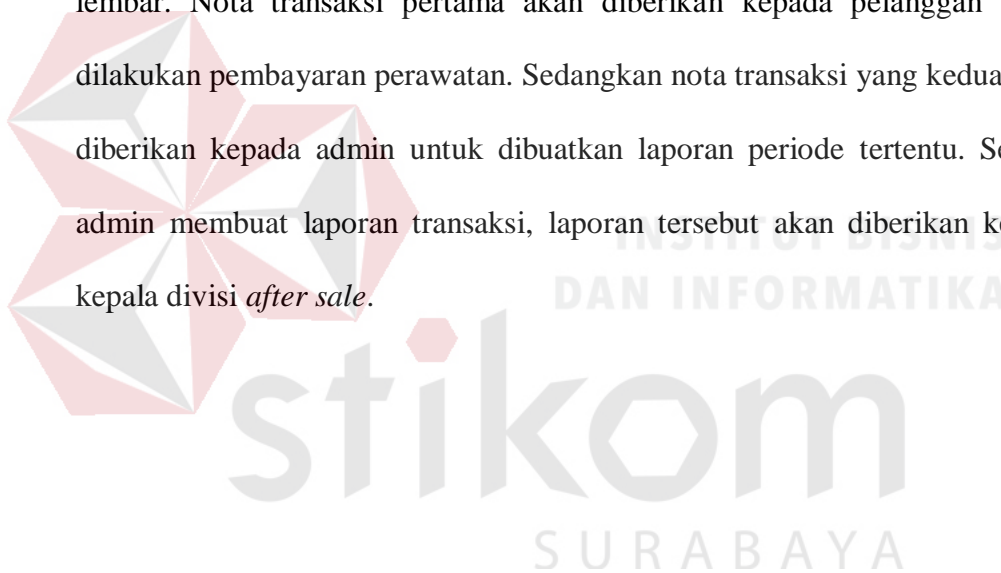 lembar. Nota transaksi pertama akan diberikan kepada pelanggan
dilakukan pembayaran perawatan. Sedangkan nota transaksi yang kedua
diberikan kepada admin untuk dibuatkan laporan periode tertentu. Se
admin membuat laporan transaksi, laporan tersebut akan diberikan ke
kepala divisi after sale.
INSTITUT BISNIS
DAN INFORMATIKA
stikom
SURABAYA